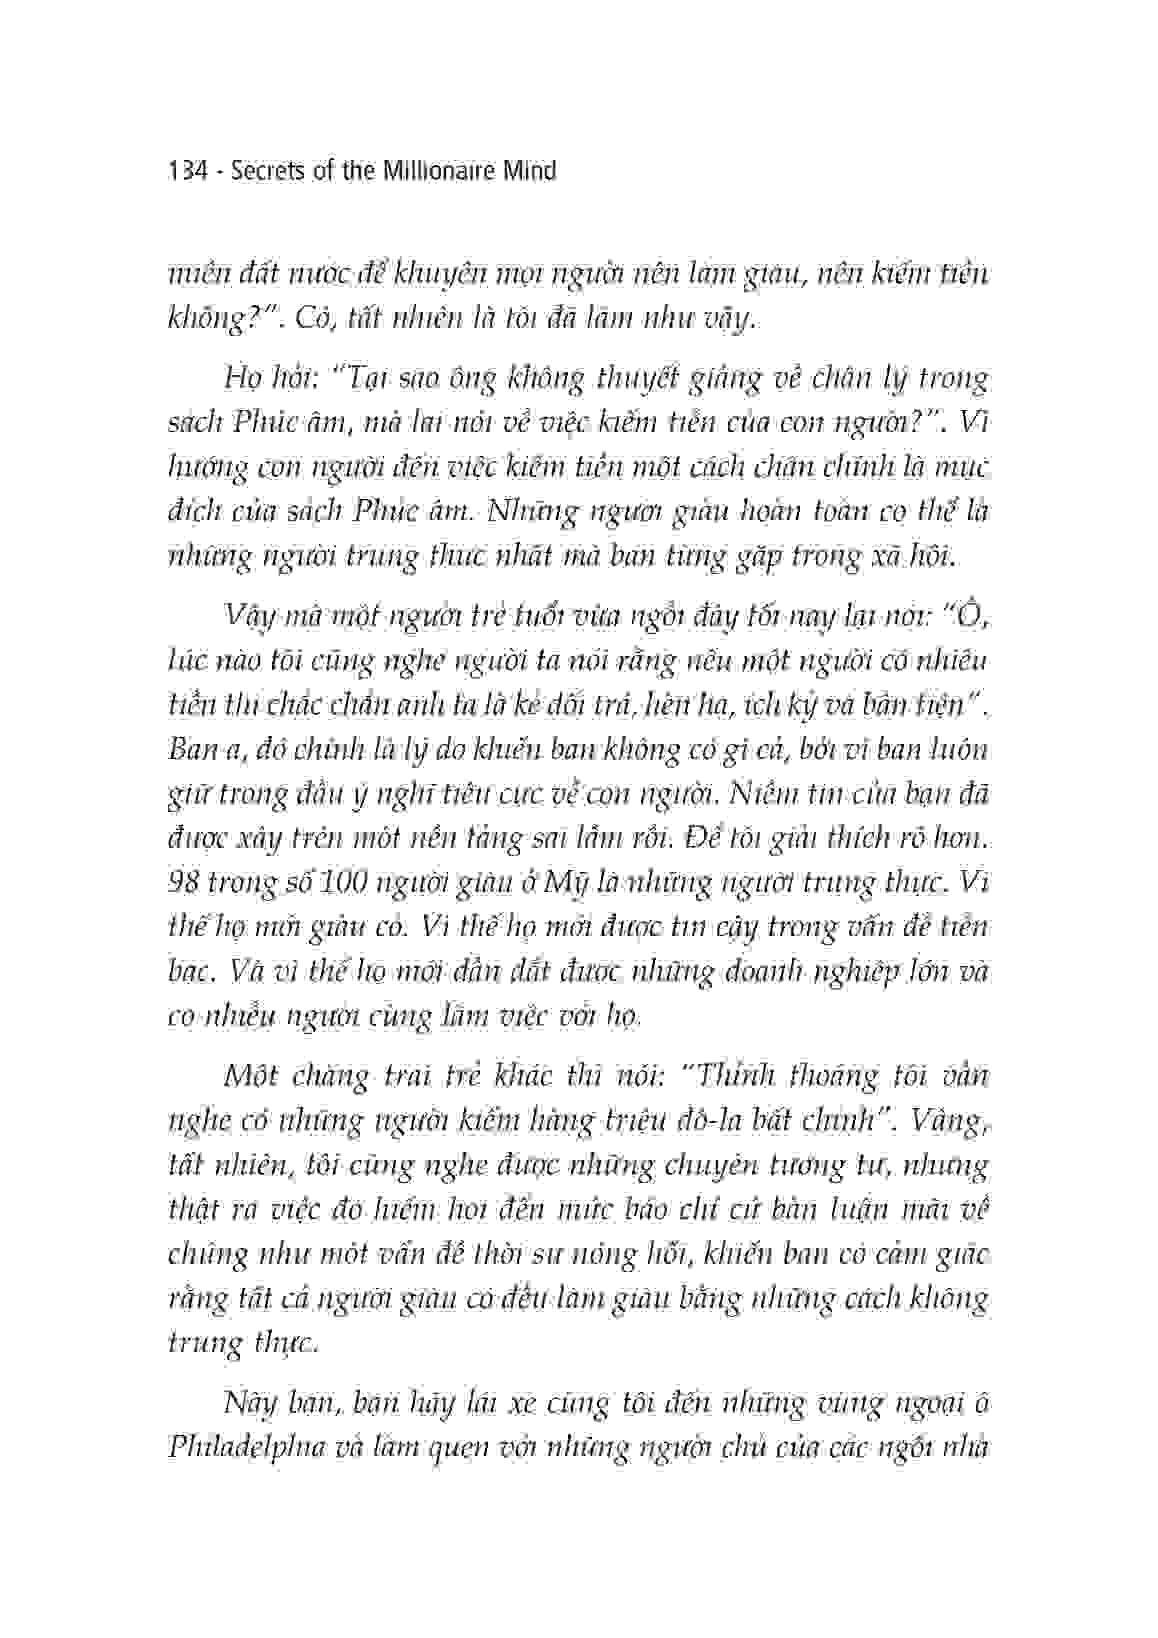 134 - Secrets of the Millionaire Mind
miền đất nước để khuyên mọi người nên làm giàu, nên kiếm tiền
không?”. Có, tất nhiên là tôi đã làm như vậy.
Họ hỏi: “Tại sao ông không thuyết giảng về chân lý trong
sách Phúc âm, mà lại nói về việc kiếm tiền của con người?”. Vì
hướng con người đến việc kiếm tiền một cách chân chính là mục
đích của sách Phúc âm. Những người giàu hoàn toàn có thể là
những người trung thực nhất mà bạn từng gặp trong xã hội.
Vậy mà một người trẻ tuổi vừa ngồi đây tối nay lại nói: “Ồ,
lúc nào tôi cũng nghe người ta nói rằng nếu một người có nhiều
tiền thì chắc chắn anh ta là kẻ dối trá, hèn hạ, ích kỷ và bần tiện”.
Bạn ạ, đó chính là lý do khiến bạn không có gì cả, bởi vì bạn luôn
giữ trong đầu ý nghĩ tiêu cực về con người. Niềm tin của bạn đã
được xây trên một nền tảng sai lầm rồi. Để tôi giải thích rõ hơn.
98 trong số 100 người giàu ở Mỹ là những người trung thực. Vì
thế họ mới giàu có. Vì thế họ mới được tin cậy trong vấn đề tiền
bạc. Và vì thế họ mới dẫn dắt được những doanh nghiệp lớn và
có nhiều người cùng làm việc với họ.
Một chàng trai trẻ khác thì nói: “Thỉnh thoảng tôi vẫn
nghe có những người kiếm hàng triệu đô-la bất chính”. Vâng,
tất nhiên, tôi cũng nghe được những chuyện tương tự, nhưng
thật ra việc đó hiếm hoi đến mức báo chí cứ bàn luận mãi về
chúng như một vấn đề thời sự nóng hổi, khiến bạn có cảm giác
rằng tất cả người giàu có đều làm giàu bằng những cách không
trung thực.
Này bạn, bạn hãy lái xe cùng tôi đến những vùng ngoại ô
Philadelphia và làm quen với những người chủ của các ngôi nhà